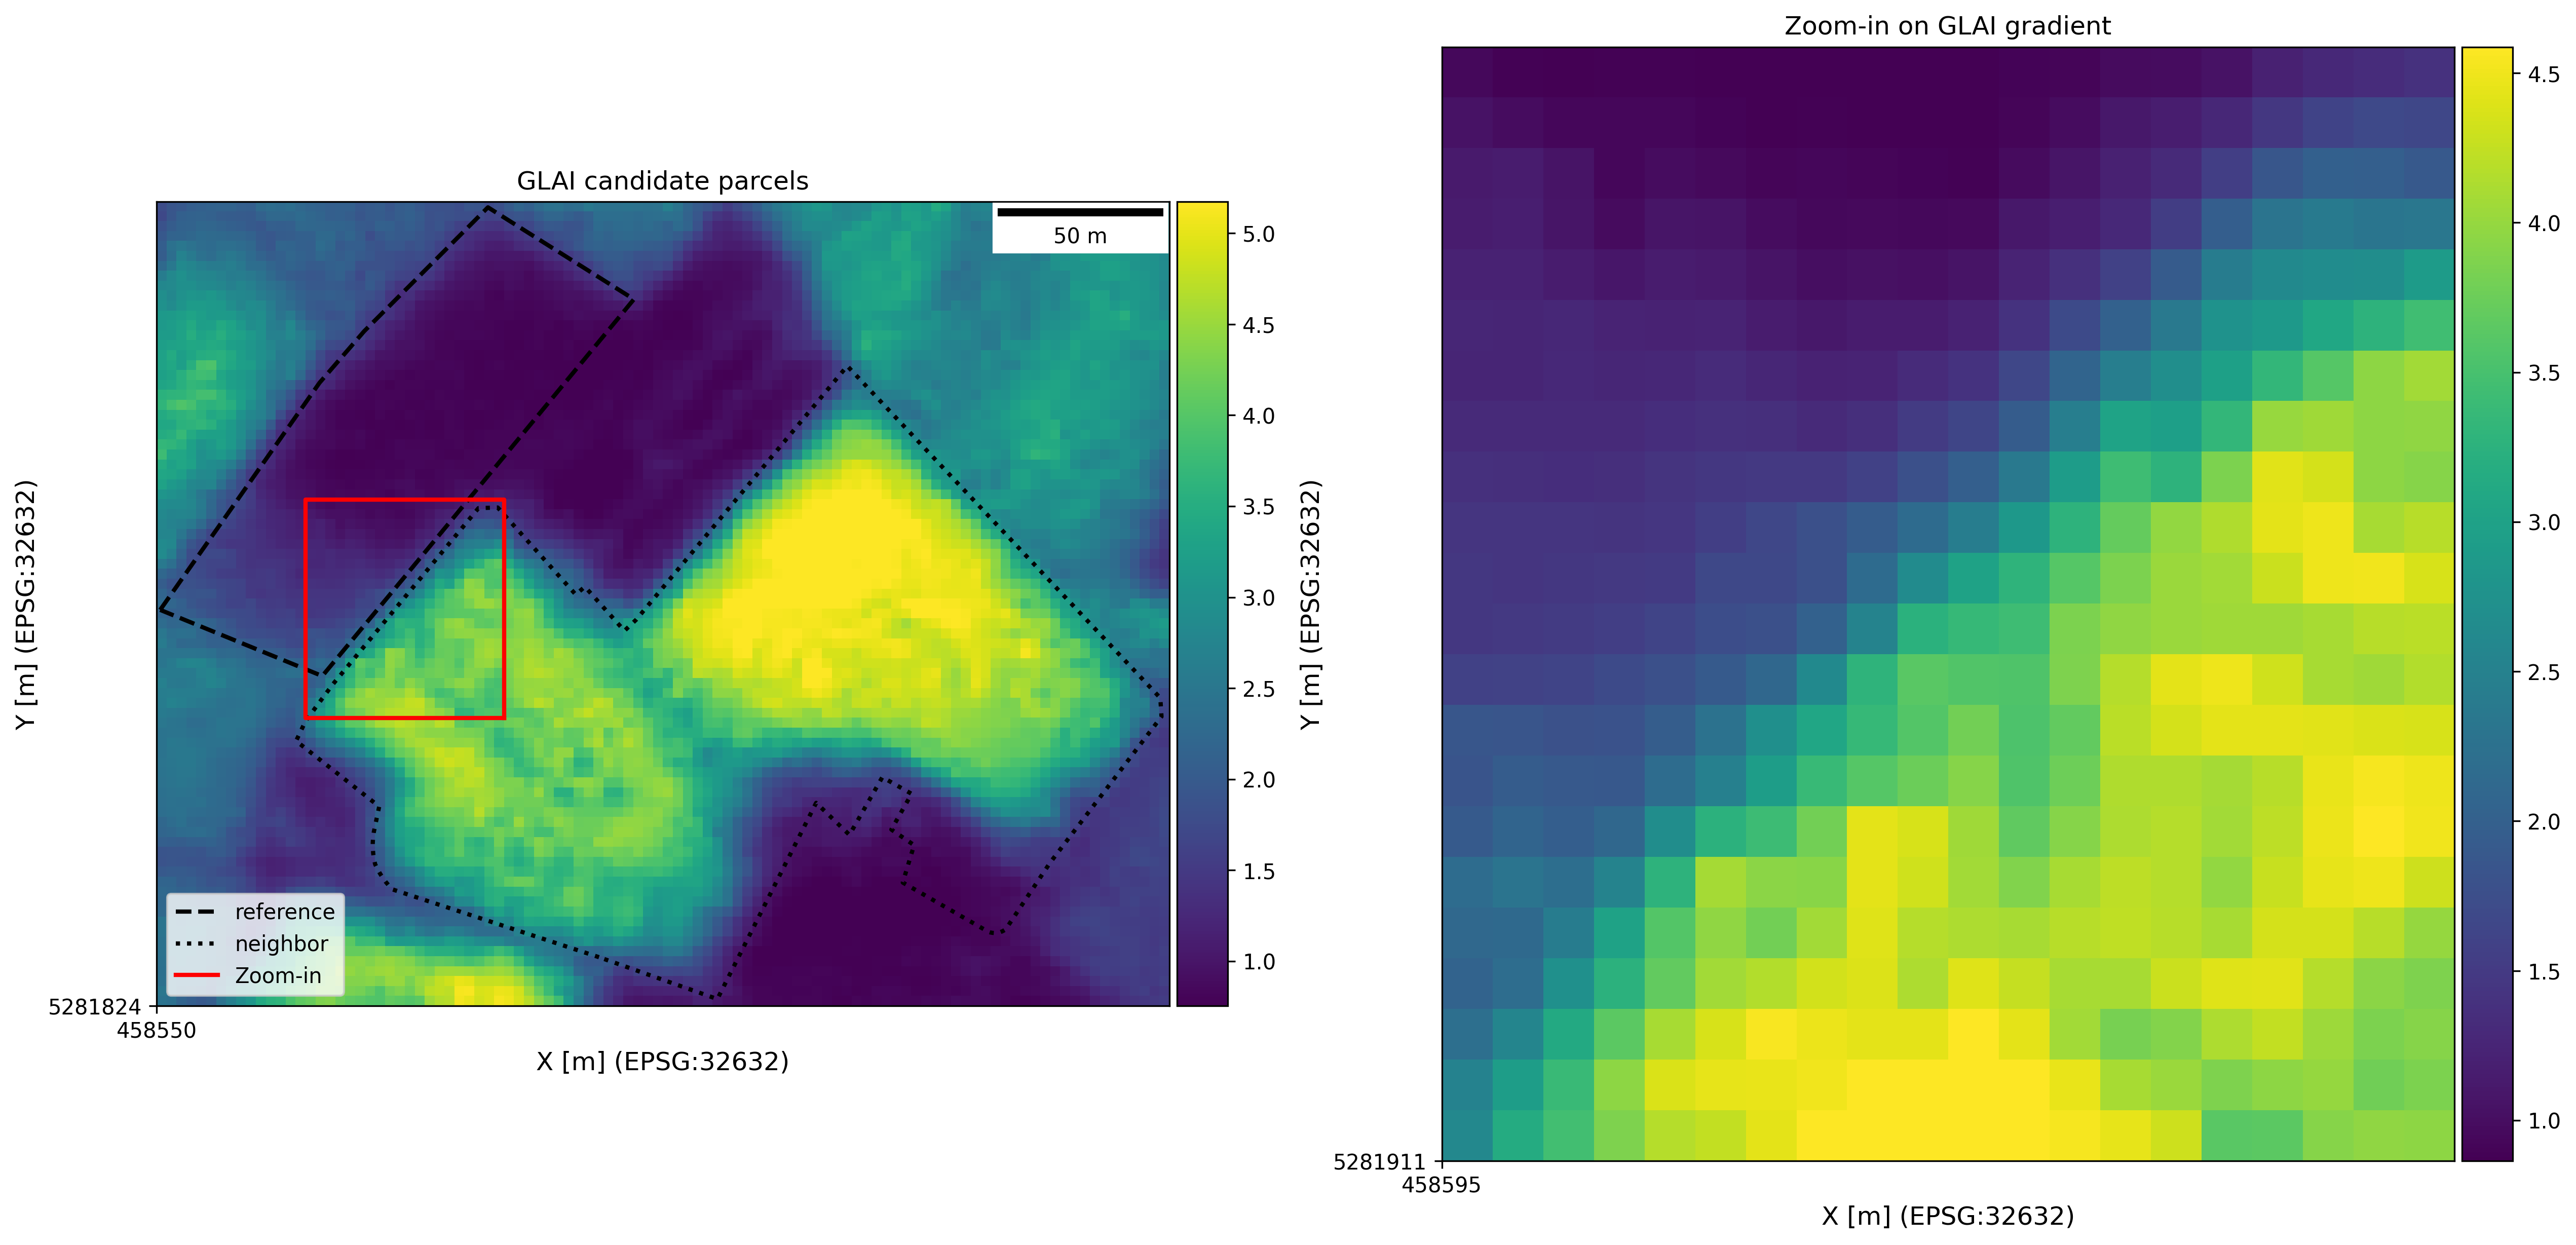 GLAI candidate parcels
50 m
5.0
4.5
4.0
3.5
3.0
2.5
2.0
1.5
1.0
Y [m] (EPSG:32632)
reference
neighbor
Zoom-in
5281824
458550
X [m] (EPSG:32632)
Zoom-in on GLAI gradient
4.5
4.0
3.5
3.0
2.5
2.0
1.5
1.0
Y [m] (EPSG:32632)
5281911
458595
X [m] (EPSG:32632)